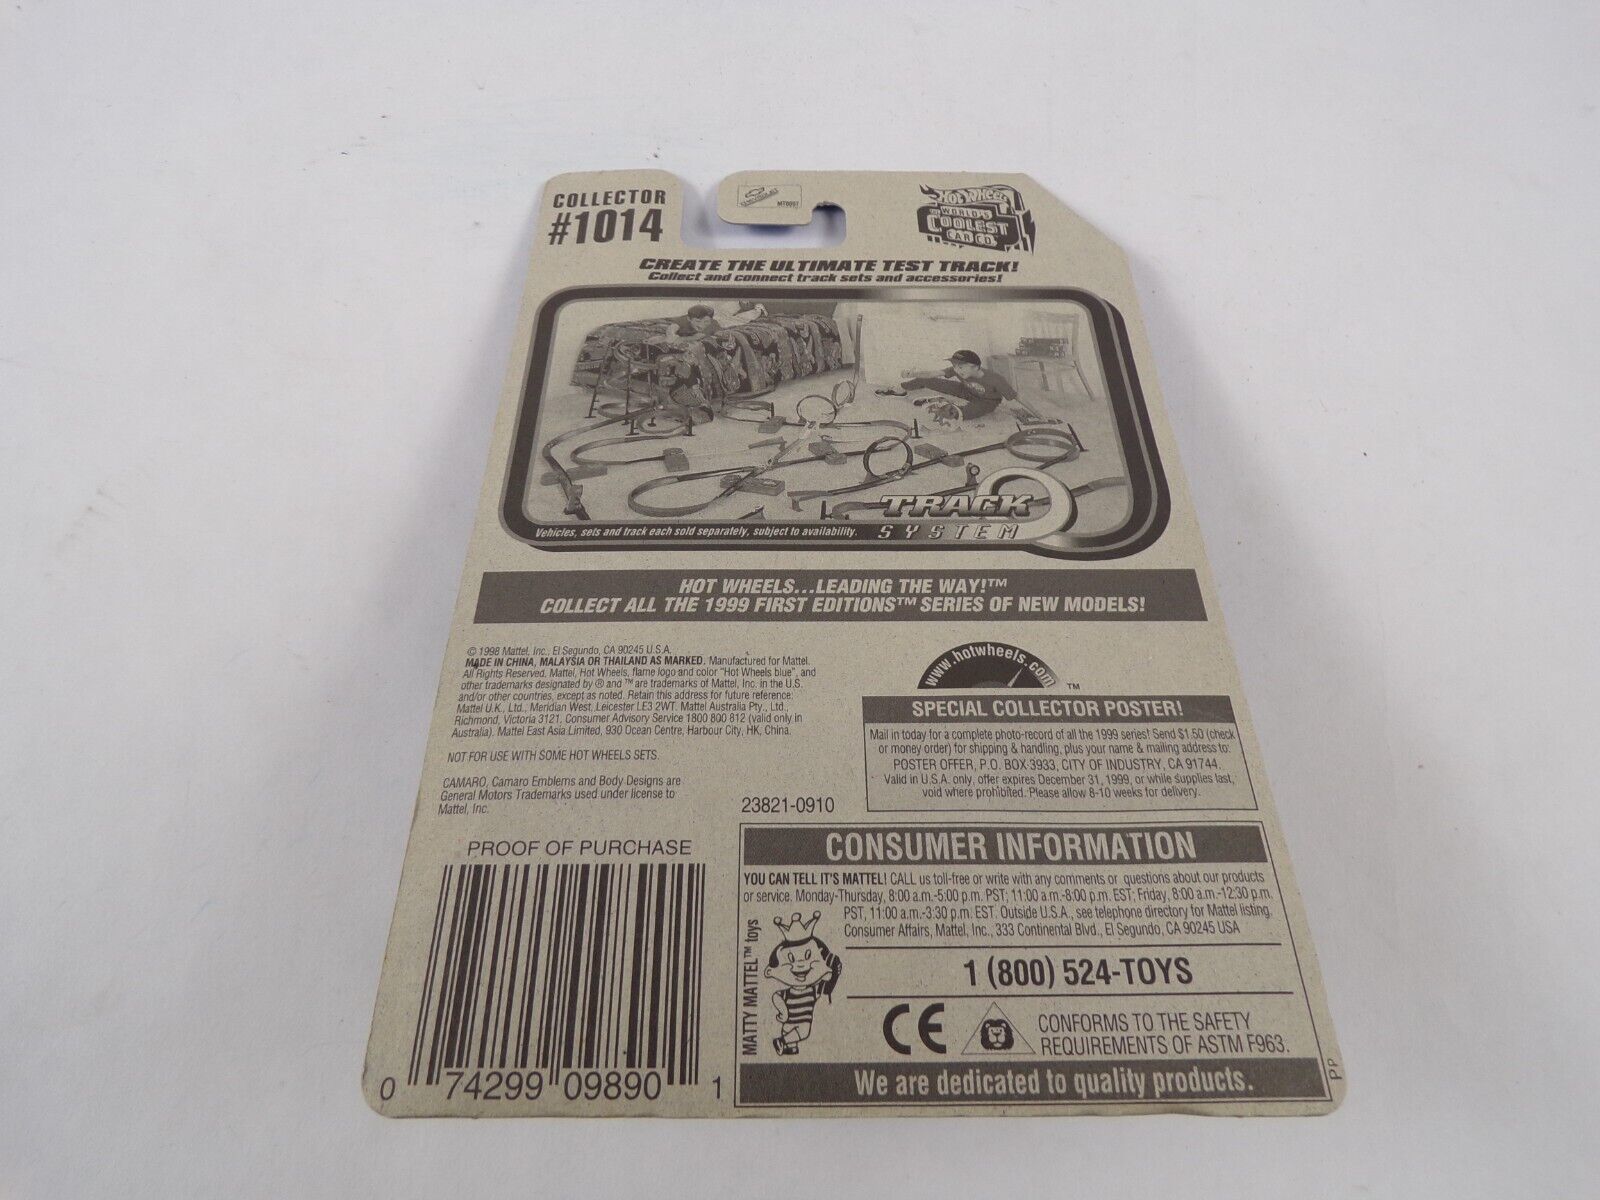 COLLECTOR
#1014
CHEVROLET
MT0097
HOT WHEELS
WORLD'S
COOLEST
CAR CO.
CREATE THE ULTIMATE TEST TRACK!
Collect and connect track sets and accessories!
TRACK
SYSTEM
Vehicles, sets and track each sold separately, subject to availability.
HOT WHEELS...LEADING THE WAY!™
COLLECT ALL THE 1999 FIRST EDITIONS™ SERIES OF NEW MODELS!
© 1998 Mattel, Inc., El Segundo, CA 90245 U.S.A.
MADE IN CHINA, MALAYSIA OR THAILAND AS MARKED. Manufactured for Mattel.
All Rights Reserved. Mattel, Hot Wheels, flame logo and color "Hot Wheels blue", and
other trademarks designated by ® and ™ are trademarks of Mattel, Inc. in the U.S.
and/or other countries, except as noted. Retain this address for future reference:
Mattel U.K., Ltd., Meridian West, Leicester LE3 2WT. Mattel Australia Pty., Ltd.,
Richmond, Victoria 3121. Consumer Advisory Service 1800 800 812 (valid only in
Australia). Mattel East Asia Limited, 930 Ocean Centre, Harbour City, HK, China.
NOT FOR USE WITH SOME HOT WHEELS SETS.
CAMARO, Camaro Emblems and Body Designs are
General Motors Trademarks used under license to
Mattel, Inc.
23821-0910
www.hotwheels.com
™
SPECIAL COLLECTOR POSTER!
Mail in today for a complete photo-record of all the 1999 series! Send $1.50 (check
or money order) for shipping & handling, plus your name & mailing address to:
POSTER OFFER, P.O. BOX 3933, CITY OF INDUSTRY, CA 91744.
Valid in U.S.A. only, offer expires December 31, 1999, or while supplies last,
void where prohibited. Please allow 8-10 weeks for delivery.
PROOF OF PURCHASE
0 74299 09890 1
CONSUMER INFORMATION
YOU CAN TELL IT'S MATTEL! CALL us toll-free or write with any comments or questions about our products
or service. Monday-Thursday, 8:00 a.m.-5:00 p.m. PST; 11:00 a.m.-8:00 p.m. EST; Friday, 8:00 a.m.-12:30 p.m.
PST, 11:00 a.m.-3:30 p.m. EST. Outside U.S.A., see telephone directory for Mattel listing.
Consumer Affairs, Mattel, Inc., 333 Continental Blvd., El Segundo, CA 90245 USA
MATTY MATTEL™ toys
1 (800) 524-TOYS
CE
CONFORMS TO THE SAFETY
REQUIREMENTS OF ASTM F963.
We are dedicated to quality products.
PP